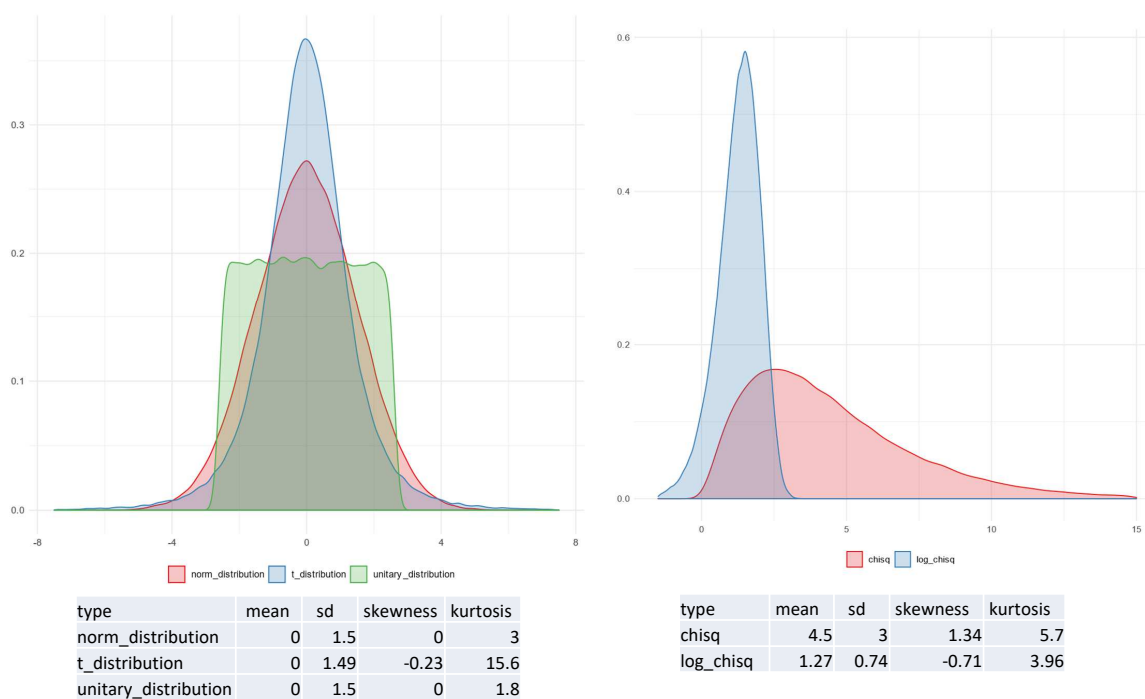 0.3
0.2
0.1
0.0
-8
-4
0
4
8
norm_distribution t_distribution unitary_distribution
type mean sd skewness kurtosis
norm_distribution 0 1.5 0 3
t_distribution 0 1.49 -0.23 15.6
unitary_distribution 0 1.5 0 1.8
0.6
0.4
0.2
0.0
0
5
10
15
chisq log_chisq
type mean sd skewness kurtosis
chisq 4.5 3 1.34 5.7
log_chisq 1.27 0.74 -0.71 3.96